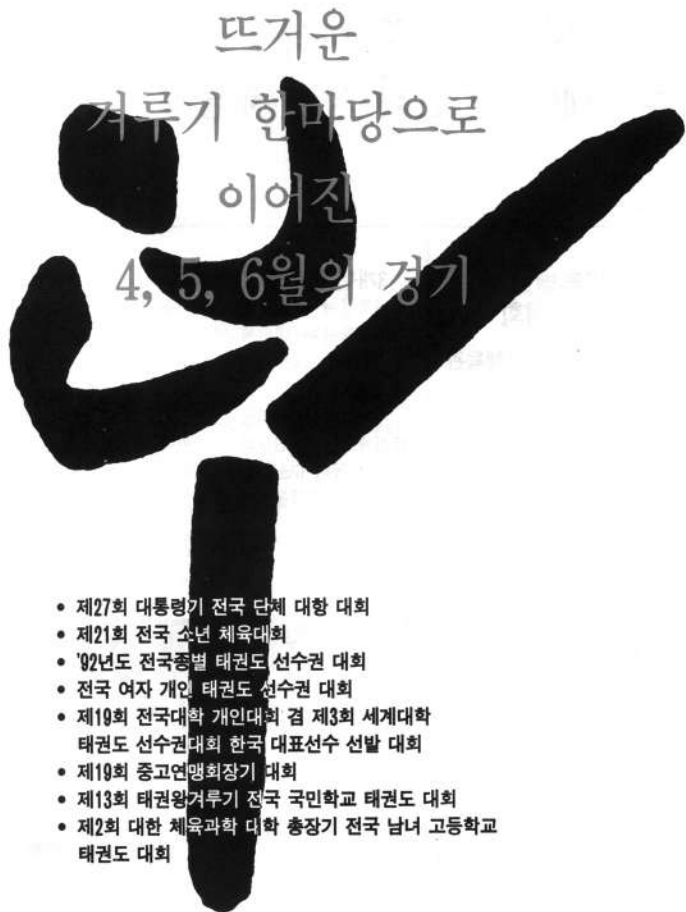 뜨거운
겨루기 한마당으로
이어진
4, 5, 6월의 경기
• 제27회 대통령기 전국 단체 대항 대회
• 제21회 전국 소년 체육대회
• '92년도 전국종별 태권도 선수권 대회
• 전국 여자 개인 태권도 선수권 대회
• 제19회 전국대학 개인대회 겸 제3회 세계대학
태권도 선수권대회 한국 대표선수 선발 대회
• 제19회 중고연맹회장기 대회
• 제13회 태권왕겨루기 전국 국민학교 태권도 대회
• 제2회 대한 체육과학 대학 총장기 전국 남녀 고등학교
태권도 대회